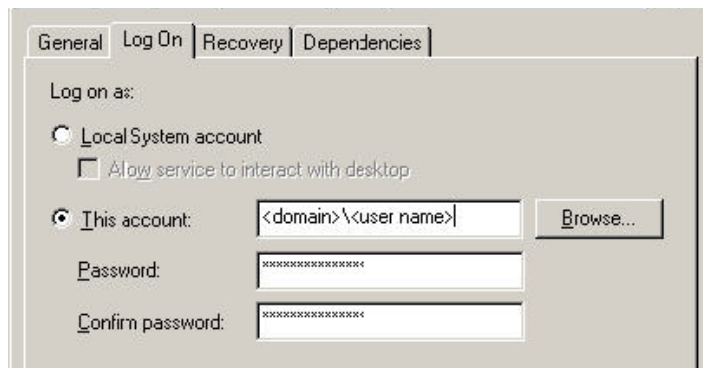 General Log On Recovery Dependencies
Log on as:
Local System account
Allow service to interact with desktop
This account: <domain>\<user name> Browse...
Password: ***************
Confirm password: ***************